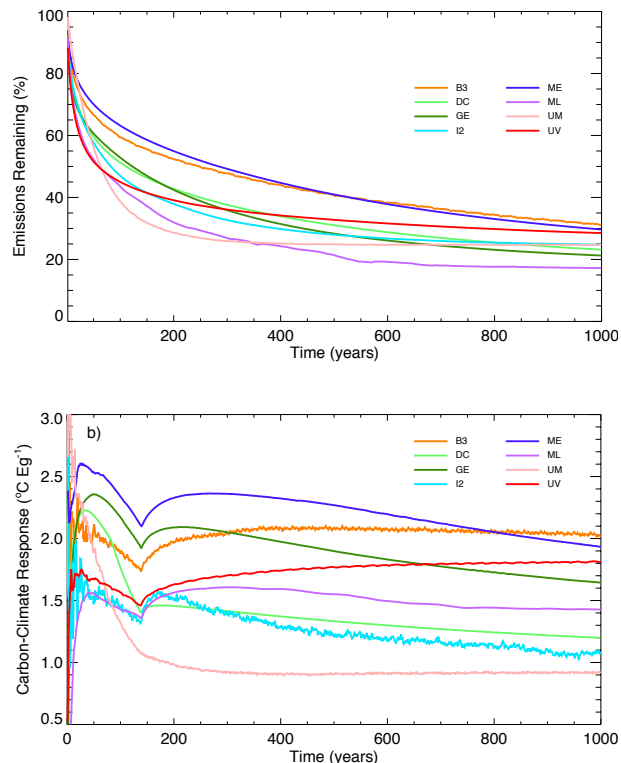 100
80
60
40
20
0
Emissions Remaining (%)
B3
DC
GE
I2
ME
ML
UM
UV
200
400
600
800
1000
Time (years)
b)
3.0
2.5
2.0
1.5
1.0
0.5
Carbon-Climate Response (°C Eg⁻¹)
B3
DC
GE
I2
ME
ML
UM
UV
0
200
400
600
800
1000
Time (years)